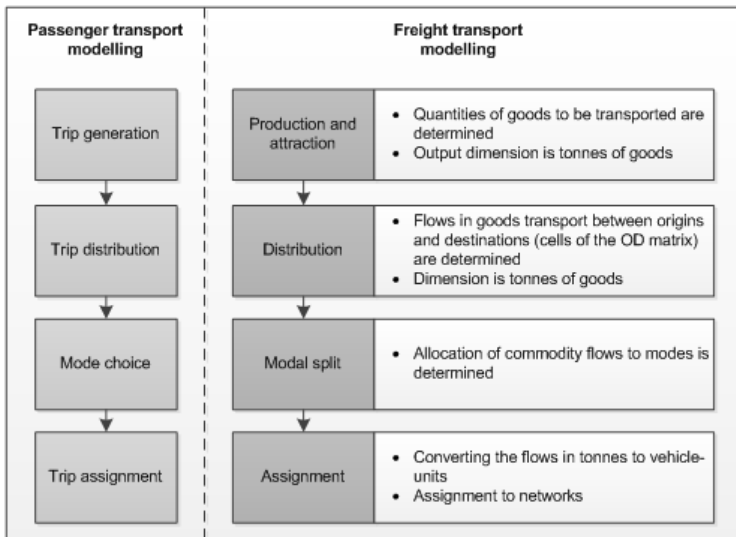 Passenger transport
modelling
Freight transport
modelling
Trip generation
Production and
attraction
• Quantities of goods to be transported are
determined
• Output dimension is tonnes of goods
Trip distribution
Distribution
• Flows in goods transport between origins
and destinations (cells of the OD matrix)
are determined
• Dimension is tonnes of goods
Mode choice
Modal split
• Allocation of commodity flows to modes is
determined
Trip assignment
Assignment
• Converting the flows in tonnes to vehicle-
units
• Assignment to networks